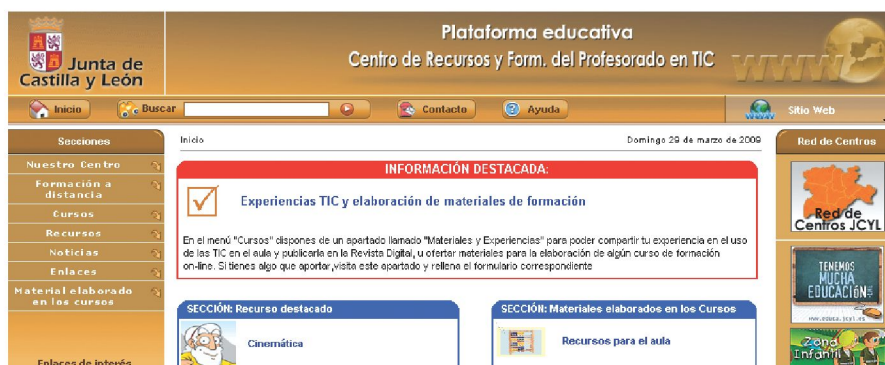 Junta de
Castilla y León
Plataforma educativa
Centro de Recursos y Form. del Profesorado en TIC
www
Inicio
Buscar
Contacto
Ayuda
Sitio Web
Secciones
Nuestro Centro
Formación a
distancia
Cursos
Recursos
Noticias
Enlaces
Material elaborado
en los cursos
Enlaces de interés
Inicio
Domingo 29 de marzo de 2009
INFORMACIÓN DESTACADA:
Experiencias TIC y elaboración de materiales de formación
En el menú "Cursos" dispones de un apartado llamado "Materiales y Experiencias" para poder compartir tu experiencia en el uso
de las TIC en el aula y publicarla en la Revista Digital, u ofertar materiales para la elaboración de algún curso de formación
on-line. Si tienes algo que aportar,visita este apartado y rellena el formulario correspondiente
SECCIÓN: Recurso destacado
Cinemática
SECCIÓN: Materiales elaborados en los Cursos
Recursos para el aula
Red de Centros
Red de
Centros JCYL
TENEMOS
MUCHA
EDUCACIÓN
www.educa.jcyl.es
Zona
Infantil